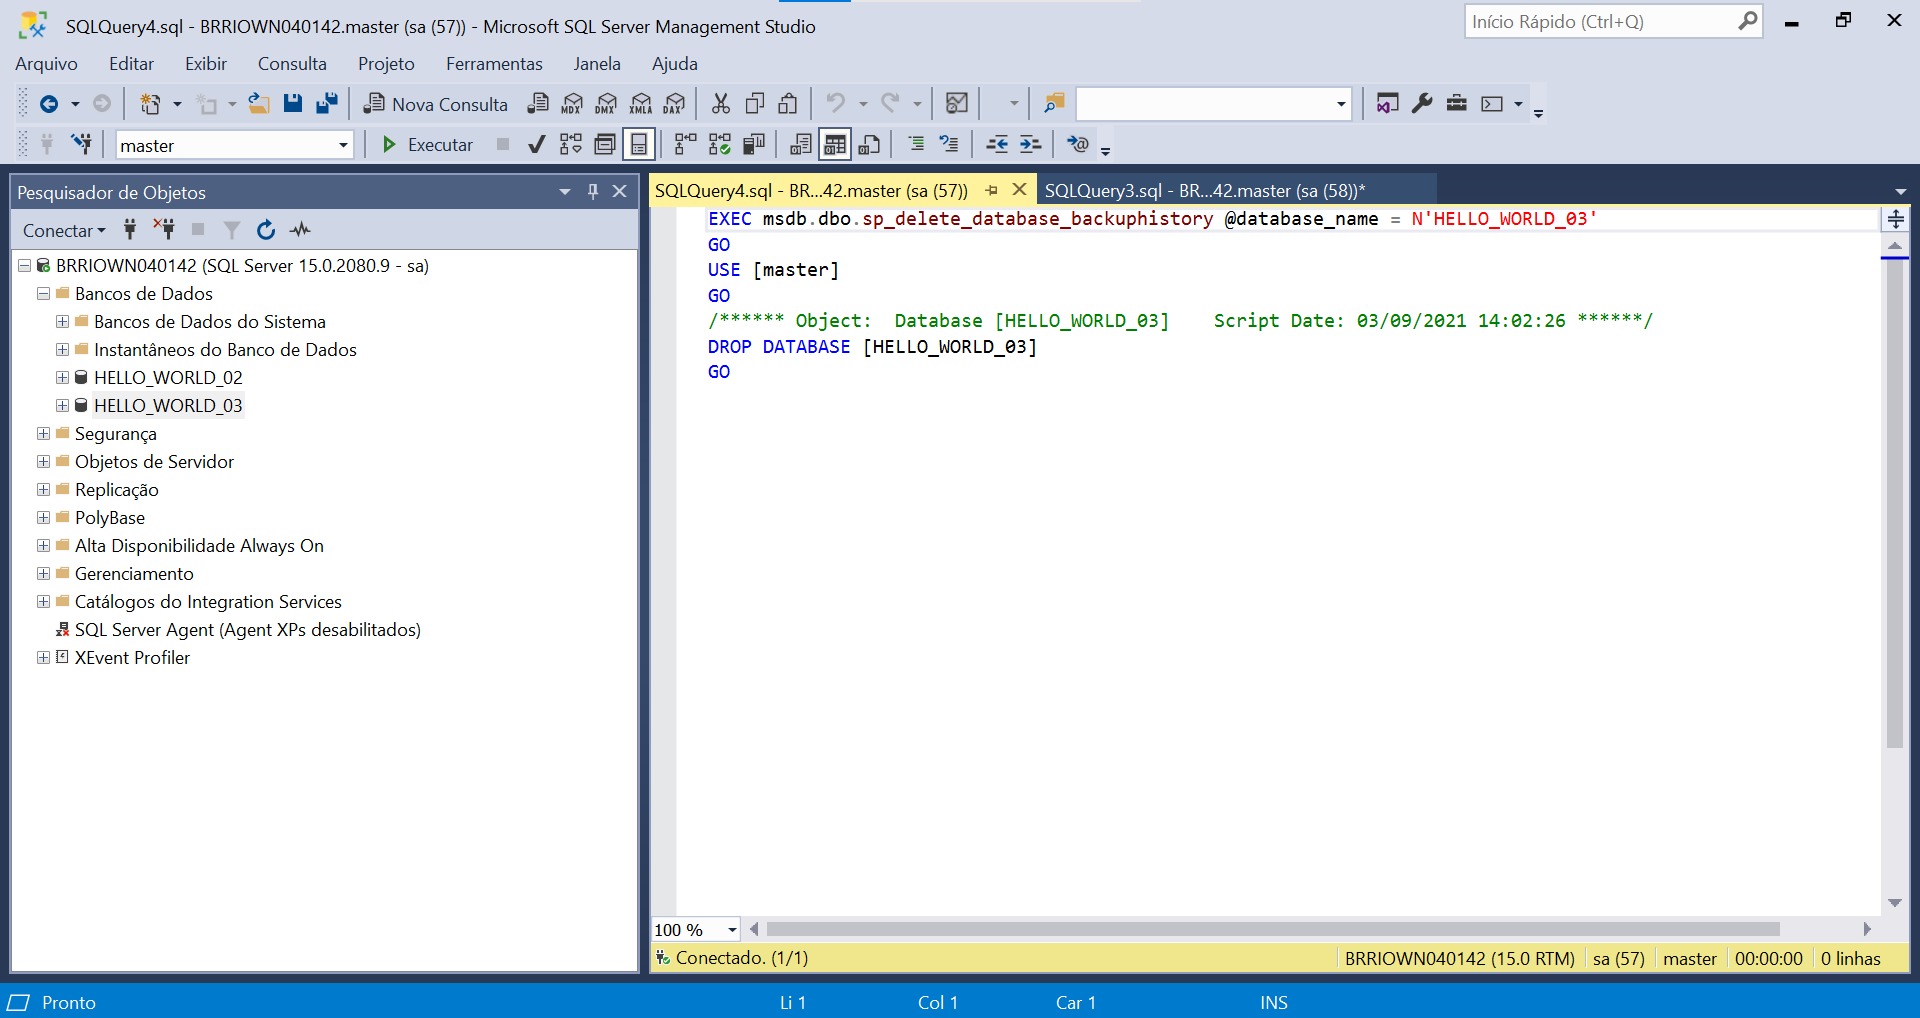 SQLQuery4.sql - BRRIOWN040142.master (sa (57)) - Microsoft SQL Server Management Studio
Início Rápido (Ctrl+Q)
Arquivo Editar Exibir Consulta Projeto Ferramentas Janela Ajuda
Nova Consulta MDX DMX XMLA DAX
master Executar
Pesquisador de Objetos
Conectar
BRRIOWN040142 (SQL Server 15.0.2080.9 - sa)
Bancos de Dados
Bancos de Dados do Sistema
Instantâneos do Banco de Dados
HELLO_WORLD_02
HELLO_WORLD_03
Segurança
Objetos de Servidor
Replicação
PolyBase
Alta Disponibilidade Always On
Gerenciamento
Catálogos do Integration Services
SQL Server Agent (Agent XPs desabilitados)
XEvent Profiler
SQLQuery4.sql - BR...42.master (sa (57)) SQLQuery3.sql - BR...42.master (sa (58))*
EXEC msdb.dbo.sp_delete_database_backuphistory @database_name = N'HELLO_WORLD_03'
GO
USE [master]
GO
/****** Object:  Database [HELLO_WORLD_03]    Script Date: 03/09/2021 14:02:26 ******/
DROP DATABASE [HELLO_WORLD_03]
GO
100 %
Conectado. (1/1) BRRIOWN040142 (15.0 RTM) sa (57) master 00:00:00 0 linhas
Pronto Li 1 Col 1 Car 1 INS